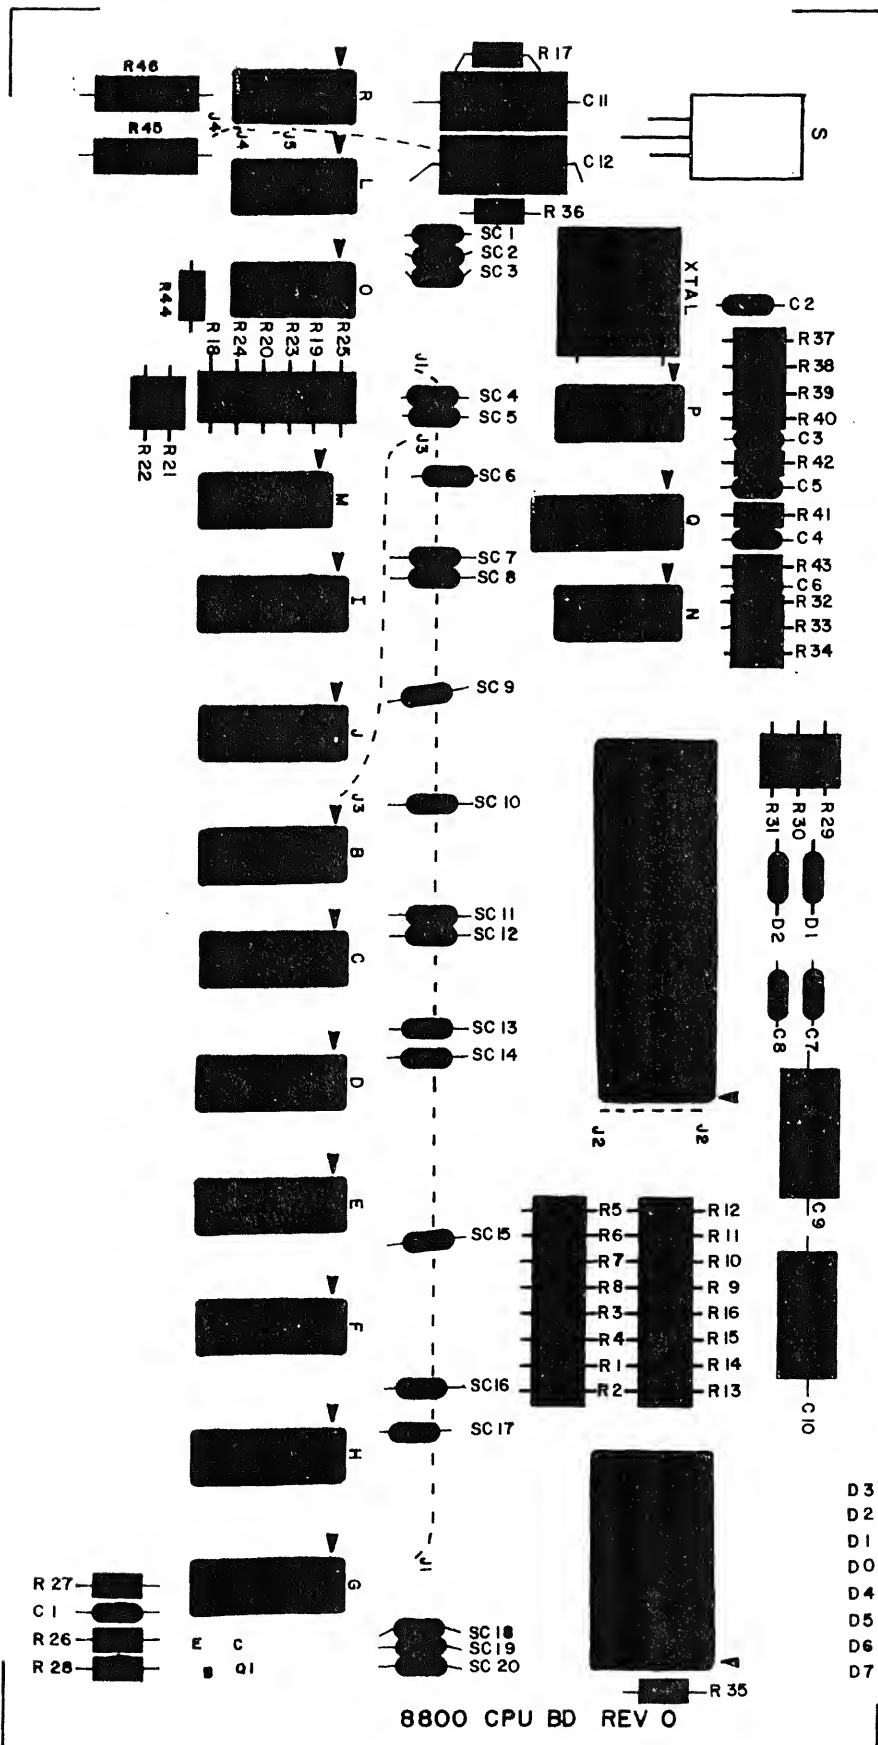 R46
R
R17
C11
S
R45
J4
J4
J5
C12
L
R36
SC1
SC2
SC3
XTAL
R44
O
C2
R18
R24
R20
R23
R19
R25
R37
R38
R39
R40
C3
R42
C5
R41
C4
R43
C6
R32
R33
R34
J1
SC4
SC5
J3
P
R22
R21
M
SC6
Q
SC7
SC8
I
N
SC9
J
J3
SC10
B
R31
R30
R29
D2
D1
SC11
SC12
C
C8
C7
SC13
SC14
D
J2
J2
C9
E
SC15
R5
R6
R7
R8
R3
R4
R1
R2
R12
R11
R10
R9
R16
R15
R14
R13
F
SC16
C10
SC17
H
J1
D3
D2
D1
D0
D4
D5
D6
D7
G
R27
C1
R26
R28
E C
B Q1
SC18
SC19
SC20
R35
8800 CPU BD REV 0